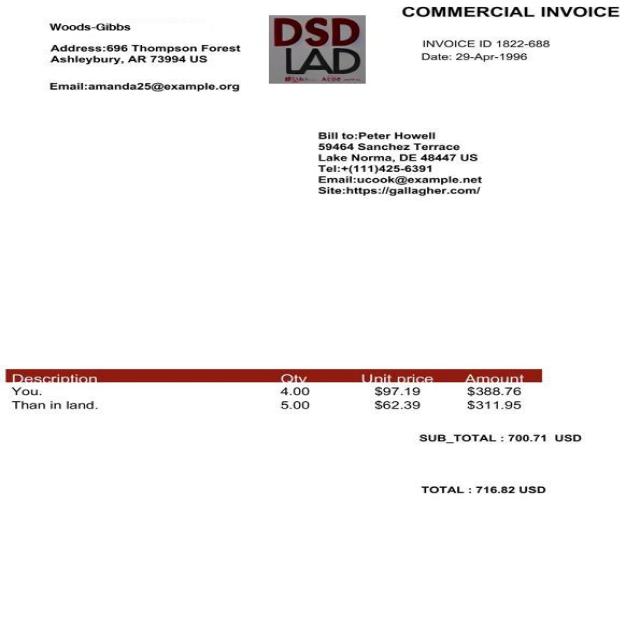 COMMERCIAL INVOICE
Woods-Gibbs
Address:696 Thompson Forest
Ashleybury, AR 73994 US
Email:amanda25@example.org
DSD
LAD
INVOICE ID 1822-688
Date: 29-Apr-1996
Bill to:Peter Howell
59464 Sanchez Terrace
Lake Norma, DE 48447 US
Tel:+(111)425-6391
Email:ucook@example.net
Site:https://gallagher.com/
Description Qty Unit price Amount
You. 4.00 $97.19 $388.76
Than in land. 5.00 $62.39 $311.95
SUB_TOTAL : 700.71 USD
TOTAL : 716.82 USD